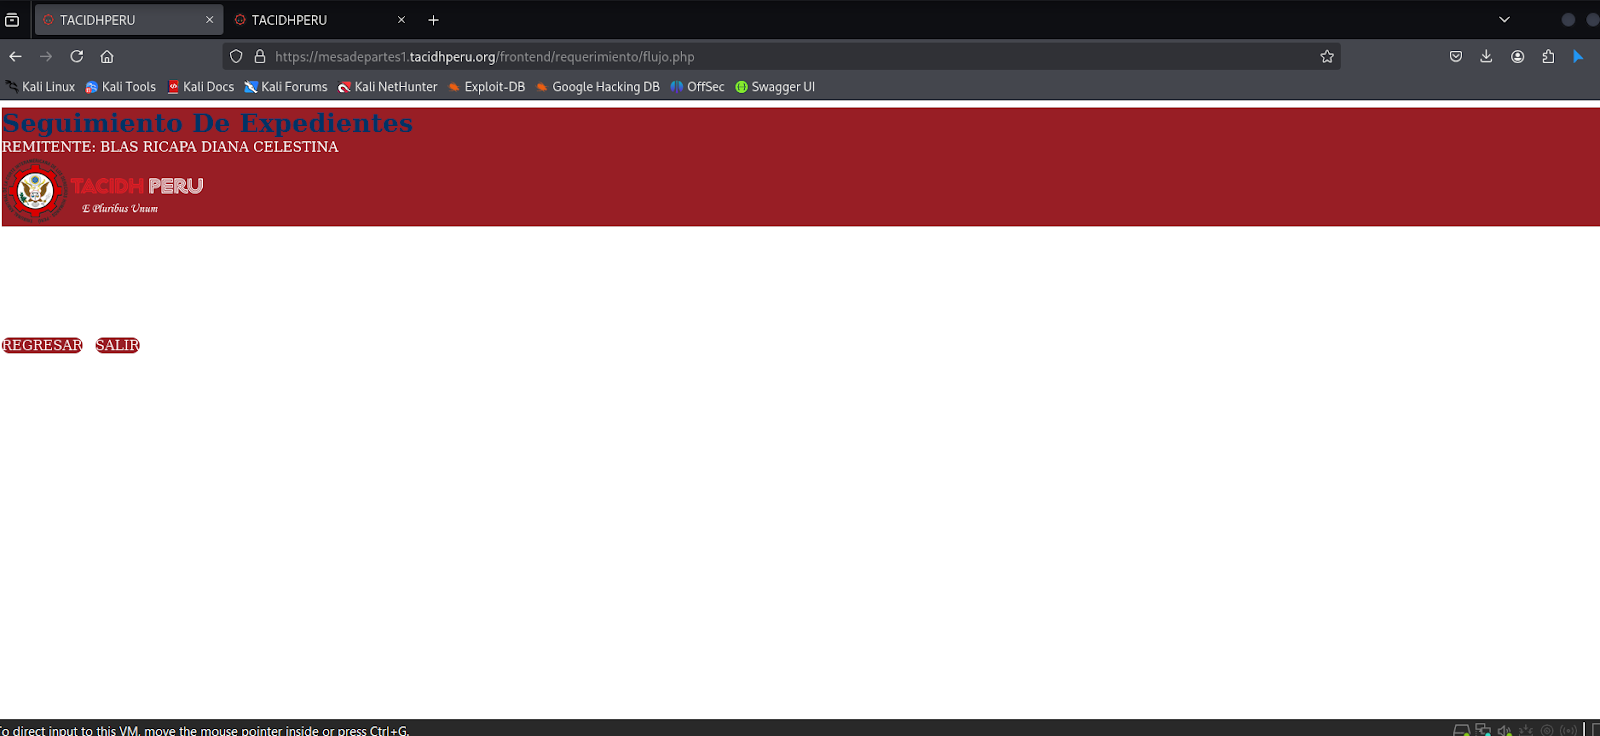 TACIDHPERU
TACIDHPERU
https://mesadepartes1.tacidhperu.org/frontend/requerimiento/flujo.php
Kali Linux Kali Tools Kali Docs Kali Forums Kali NetHunter Exploit-DB Google Hacking DB OffSec Swagger UI
Seguimiento De Expedientes
REMITENTE: BLAS RICAPA DIANA CELESTINA
TACIDH PERU
E Pluribus Unum
REGRESAR SALIR
To direct input to this VM, move the mouse pointer inside or press Ctrl+G.